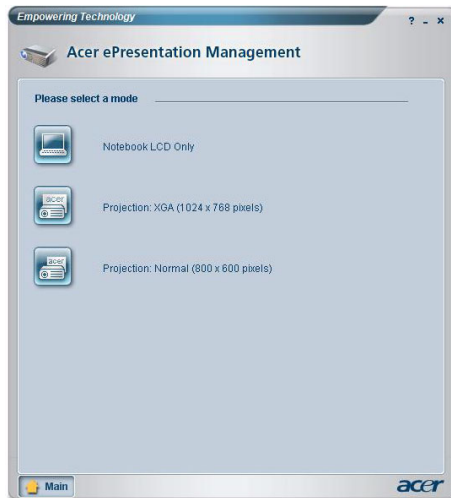 Empowering Technology
? - x
Acer ePresentation Management
Please select a mode
Notebook LCD Only
acer
Projection: XGA (1024 x 768 pixels)
acer
Projection: Normal (800 x 600 pixels)
Main
acer